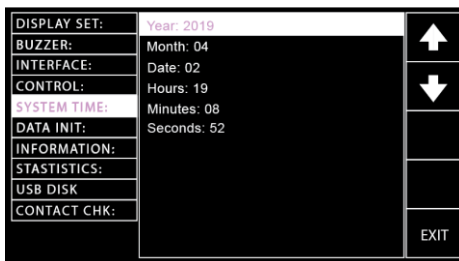 DISPLAY SET:
BUZZER:
INTERFACE:
CONTROL:
SYSTEM TIME:
DATA INIT:
INFORMATION:
STASTISTICS:
USB DISK
CONTACT CHK:
Year: 2019
Month: 04
Date: 02
Hours: 19
Minutes: 08
Seconds: 52
EXIT